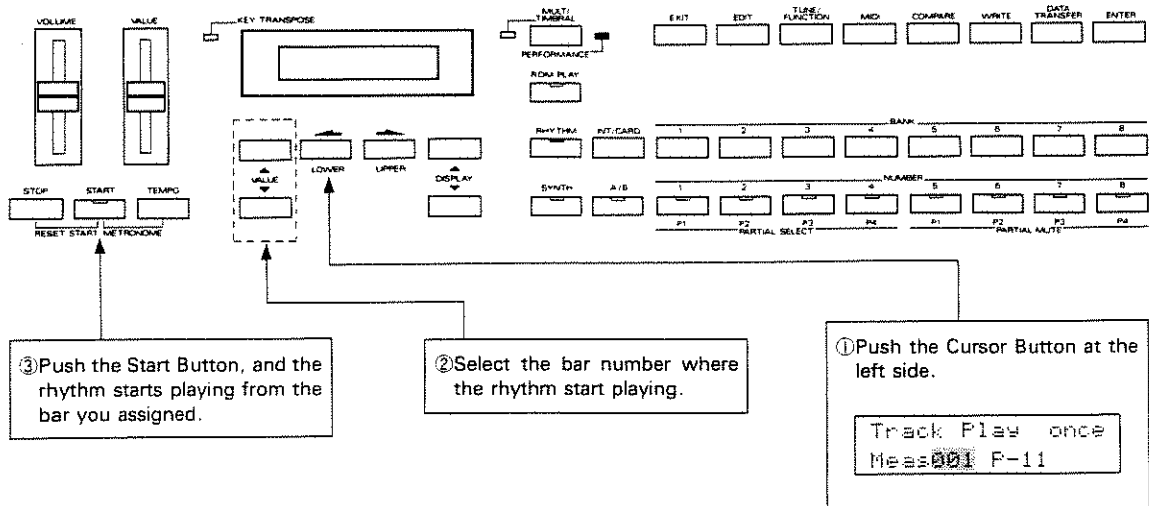 VOLUME VALUE
KEY TRANSPOSE
MULTI/
TIMBRAL
PERFORMANCE
EXIT EDIT TUNE/
FUNCTION MIDI COMPARE WRITE DATA
TRANSFER ENTER
ROM PLAY
BANK
RHYTHM INT/CARD 1 2 3 4 5 6 7 8
LOWER UPPER
VALUE
DISPLAY
NUMBER
SYNTH A/B 1 2 3 4 5 6 7 8
P1 P2 P3 P4 P1 P2 P3 P4
PARTIAL SELECT PARTIAL MUTE
STOP START TEMPO
RESET START METRONOME
③Push the Start Button, and the
rhythm starts playing from the
bar you assigned.
②Select the bar number where
the rhythm start playing.
①Push the Cursor Button at the
left side.
Track Play once
Meas001 P-11